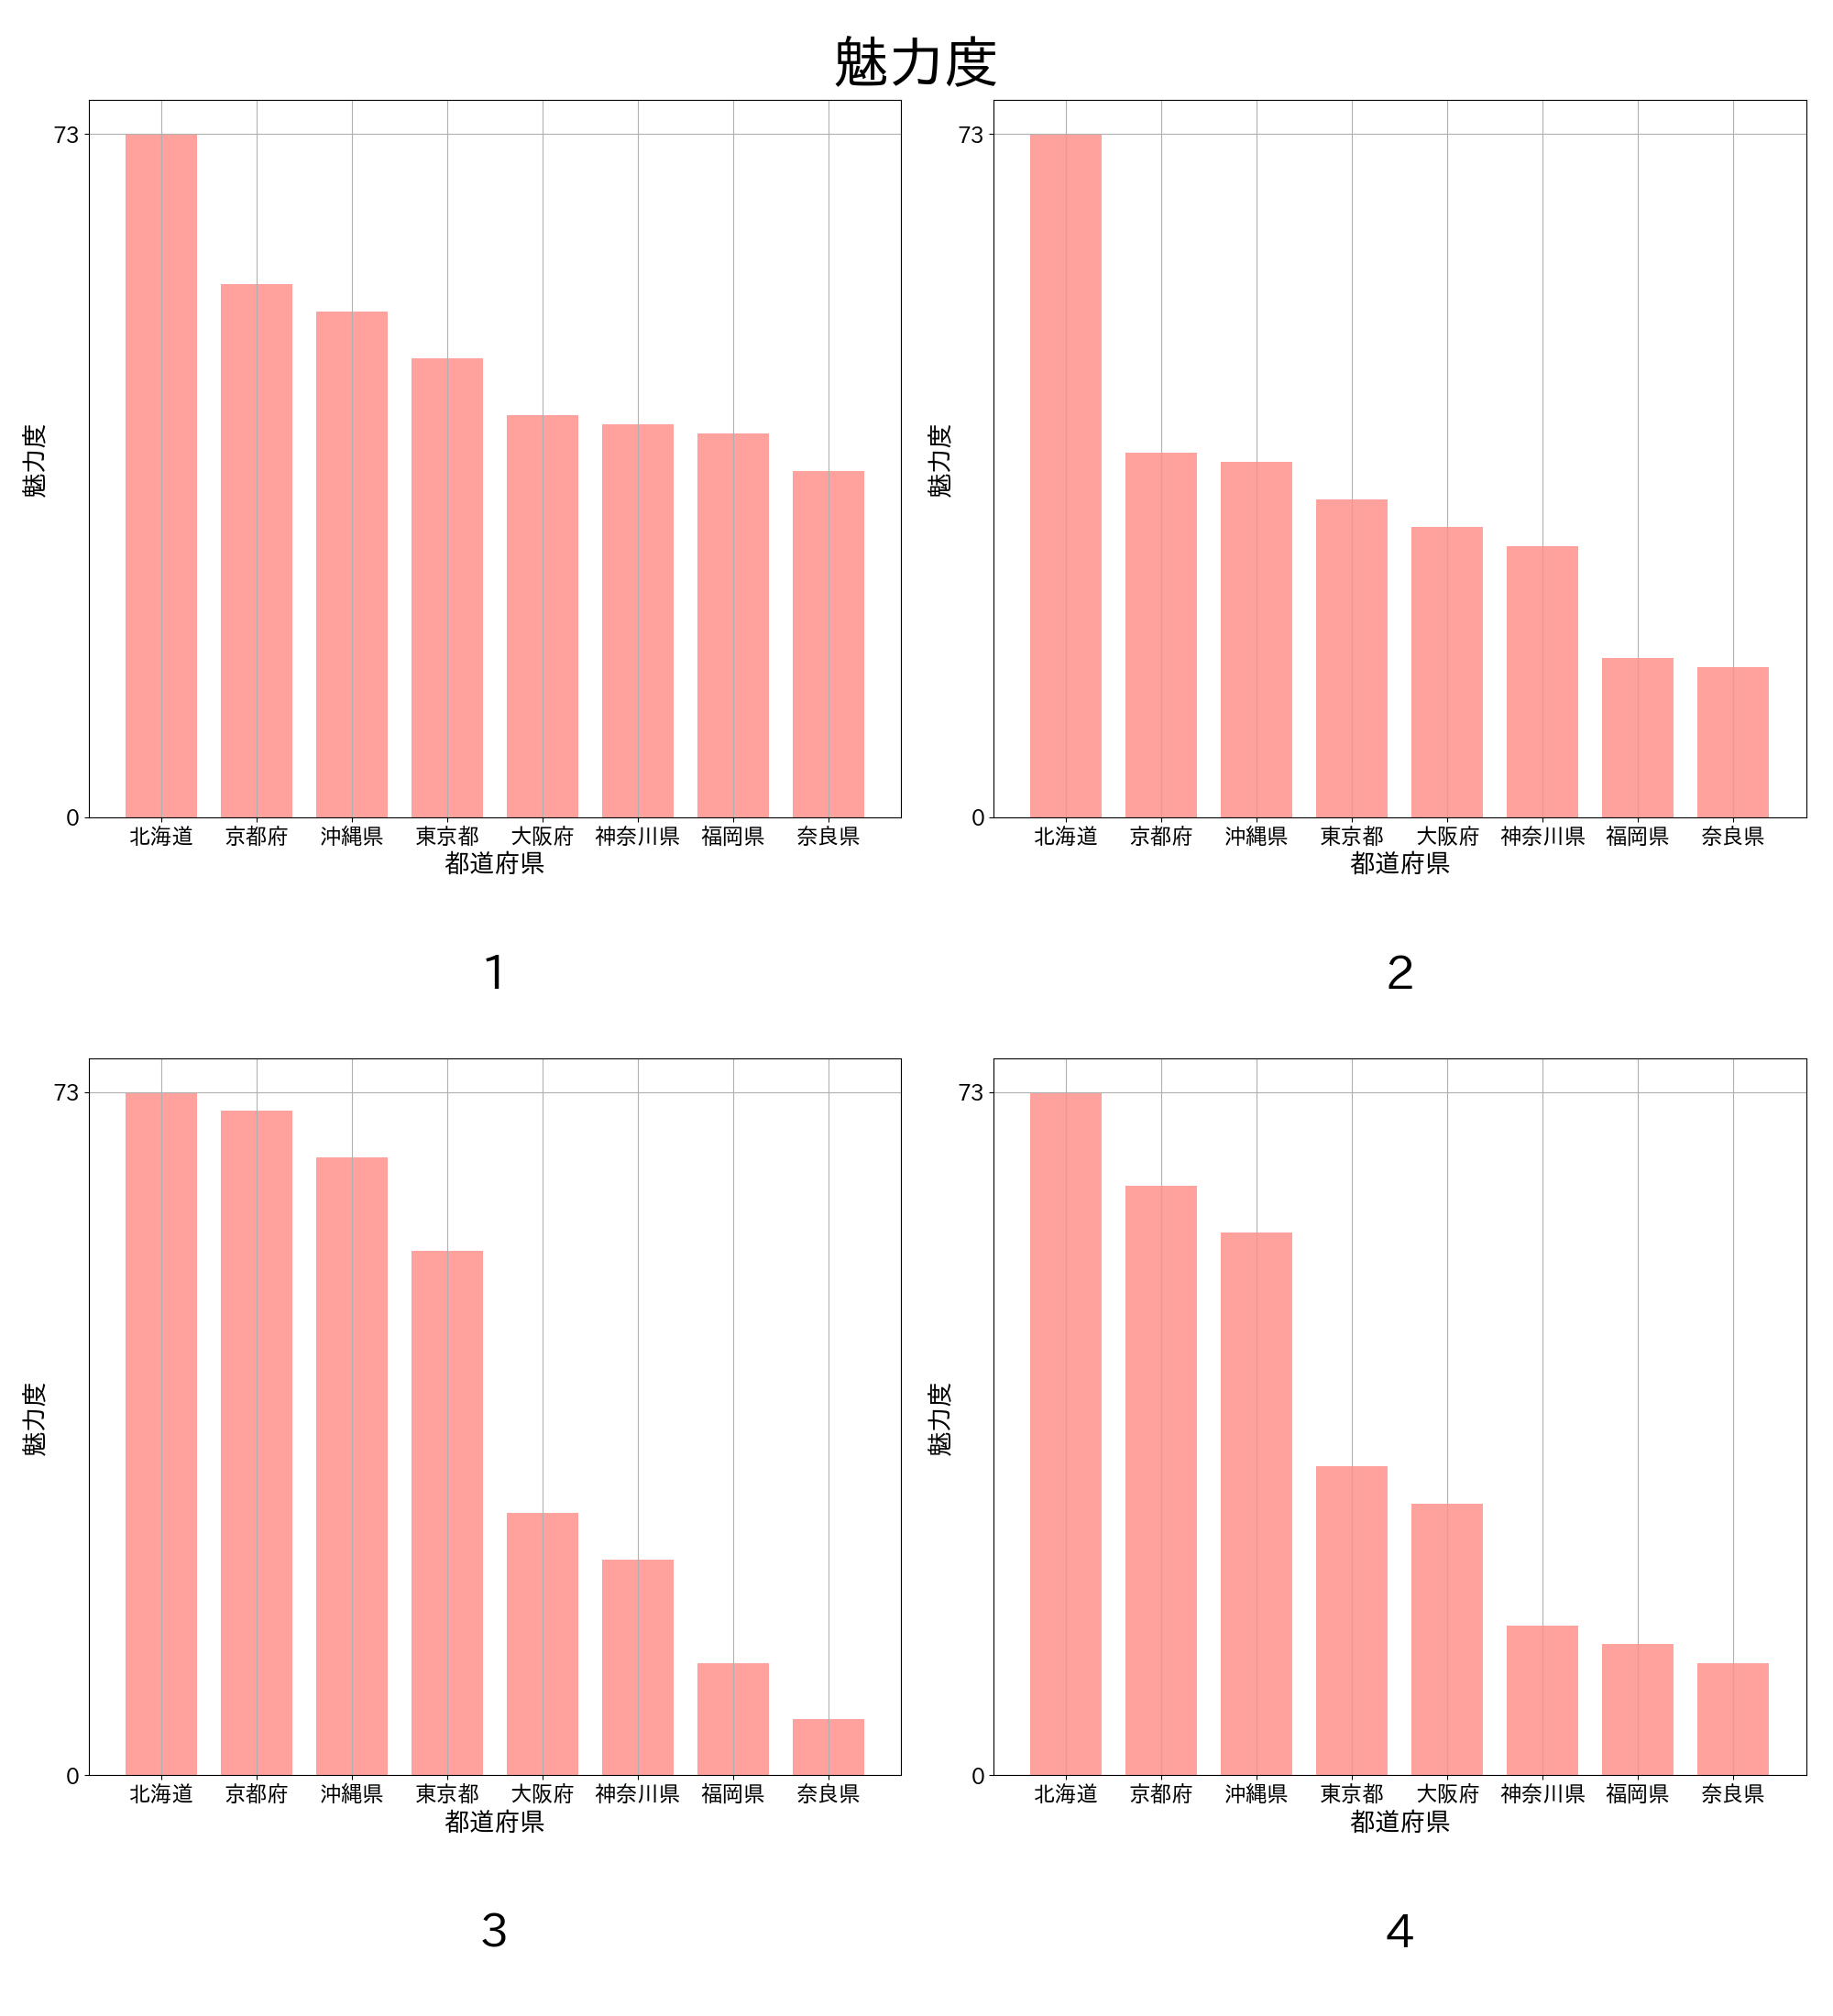 魅力度
73
0
魅力度
北海道 京都府 沖縄県 東京都 大阪府 神奈川県 福岡県 奈良県
都道府県
1
73
0
魅力度
北海道 京都府 沖縄県 東京都 大阪府 神奈川県 福岡県 奈良県
都道府県
2
73
0
魅力度
北海道 京都府 沖縄県 東京都 大阪府 神奈川県 福岡県 奈良県
都道府県
3
73
0
魅力度
北海道 京都府 沖縄県 東京都 大阪府 神奈川県 福岡県 奈良県
都道府県
4